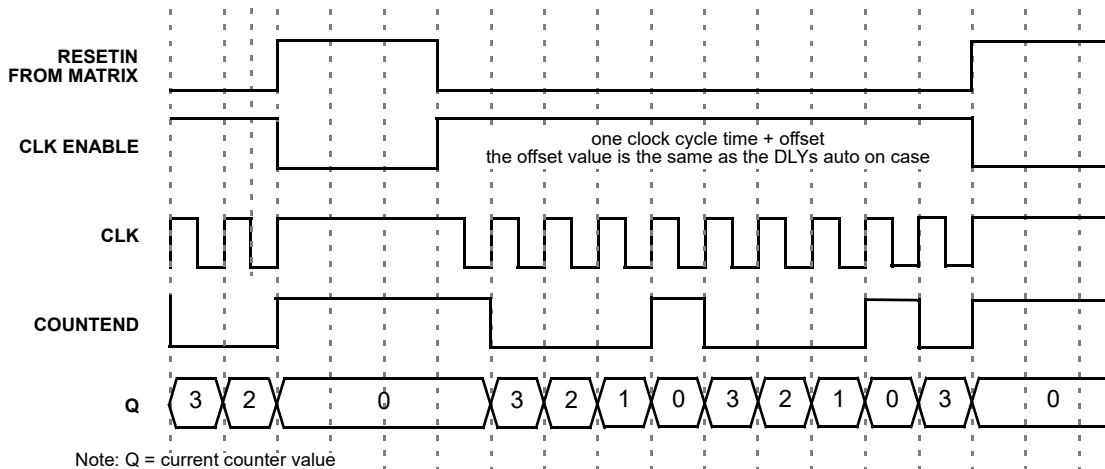 RESETIN
FROM MATRIX
CLK ENABLE
one clock cycle time + offset
the offset value is the same as the DLYs auto on case
CLK
COUNTEND
Q
3 2 0 3 2 1 0 3 2 1 0 3 0
Note: Q = current counter value